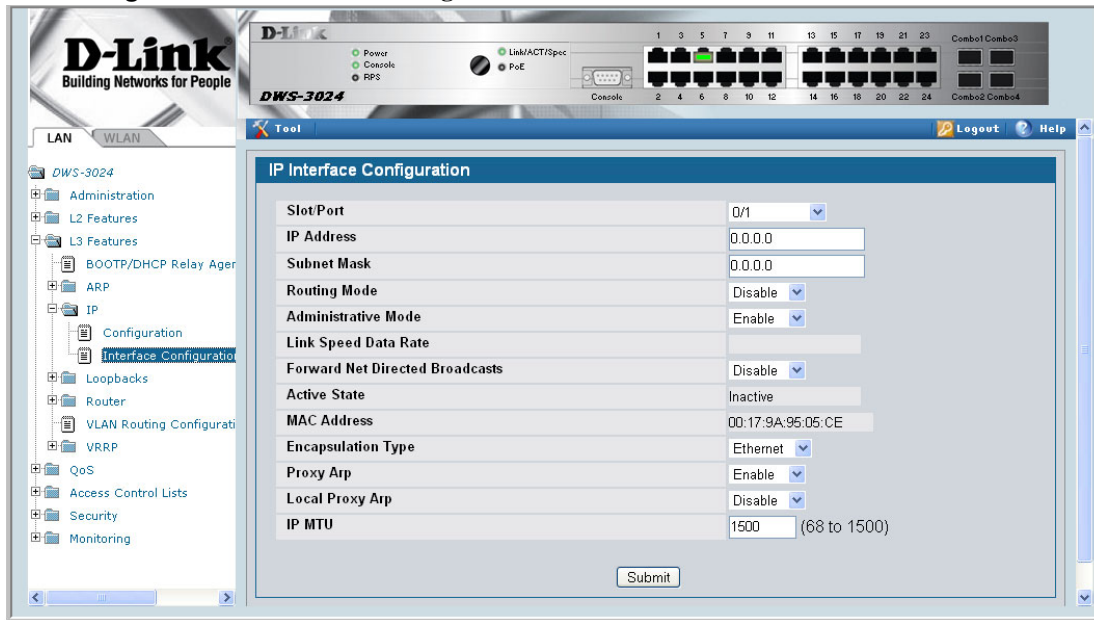 D-Link
Building Networks for People
D-Link
Power
Console
RPS
Link/ACT/Spec
PoE
DWS-3024
Console
1 3 5 7 9 11 13 15 17 19 21 23
2 4 6 8 10 12 14 16 18 20 22 24
Combo1 Combo3
Combo2 Combo4
LAN WLAN
Tool
Logout
Help
DWS-3024
Administration
L2 Features
L3 Features
BOOTP/DHCP Relay Ager
ARP
IP
Configuration
Interface Configuratio
Loopbacks
Router
VLAN Routing Configurati
VRRP
QoS
Access Control Lists
Security
Monitoring
IP Interface Configuration
Slot/Port 0/1
IP Address 0.0.0.0
Subnet Mask 0.0.0.0
Routing Mode Disable
Administrative Mode Enable
Link Speed Data Rate
Forward Net Directed Broadcasts Disable
Active State Inactive
MAC Address 00:17:9A:95:05:CE
Encapsulation Type Ethernet
Proxy Arp Enable
Local Proxy Arp Disable
IP MTU 1500 (68 to 1500)
Submit